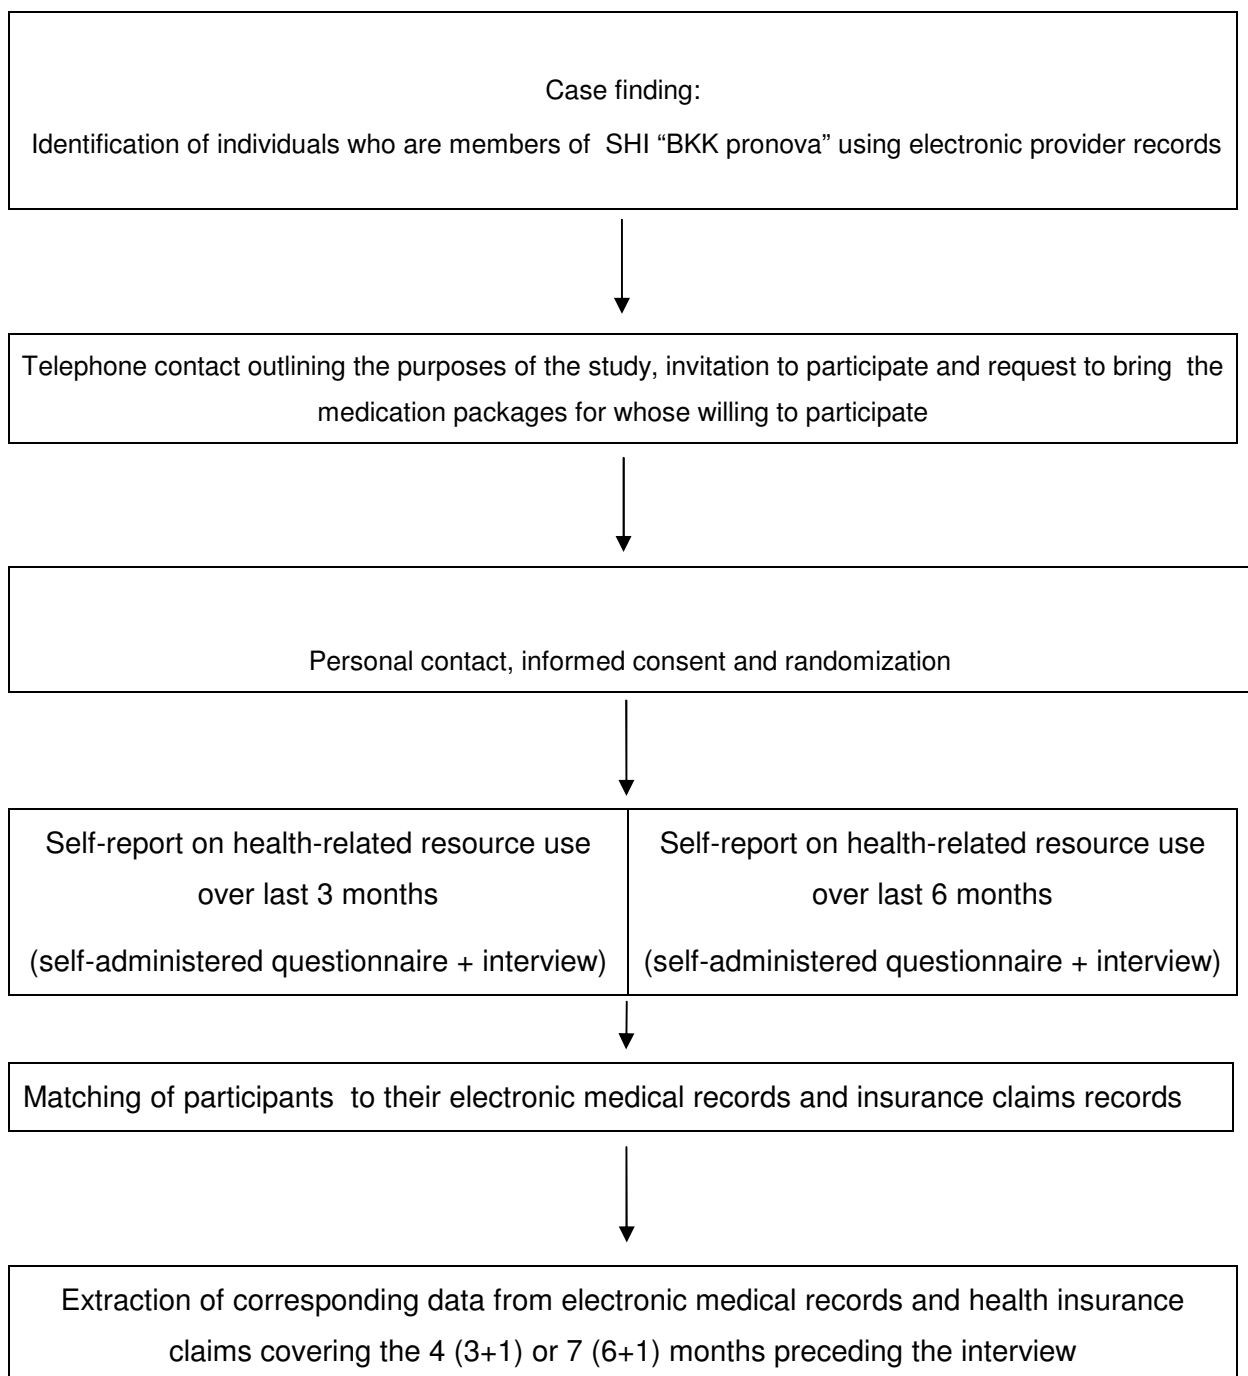 Case finding:
Identification of individuals who are members of  SHI “BKK pronova” using electronic provider records
Telephone contact outlining the purposes of the study, invitation to participate and request to bring  the
medication packages for whose willing to participate
Personal contact, informed consent and randomization
Self-report on health-related resource use
over last 3 months
(self-administered questionnaire + interview)
Self-report on health-related resource use
over last 6 months
(self-administered questionnaire + interview)
Matching of participants  to their electronic medical records and insurance claims records
Extraction of corresponding data from electronic medical records and health insurance
claims covering the 4 (3+1) or 7 (6+1) months preceding the interview